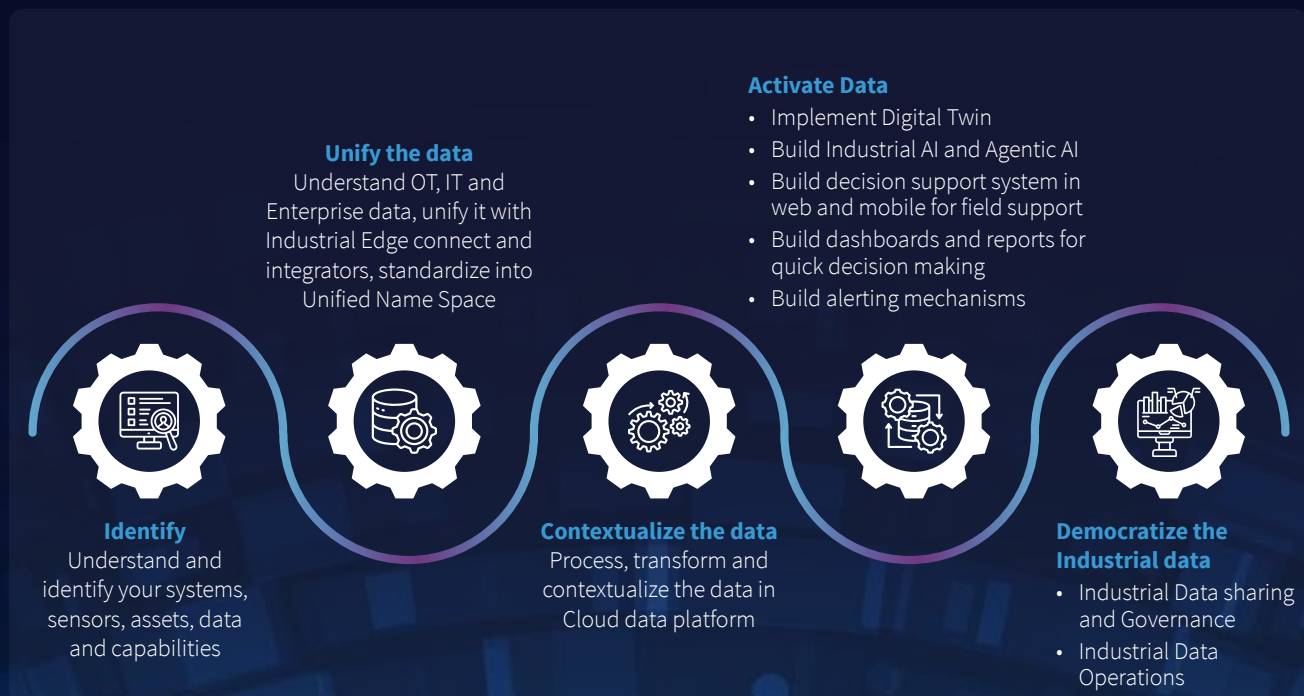 Identify
Understand and
identify your systems,
sensors, assets, data
and capabilities
Unify the data
Understand OT, IT and
Enterprise data, unify it with
Industrial Edge connect and
integrators, standardize into
Unified Name Space
Contextualize the data
Process, transform and
contextualize the data in
Cloud data platform
Activate Data
• Implement Digital Twin
• Build Industrial AI and Agentic AI
• Build decision support system in
web and mobile for field support
• Build dashboards and reports for
quick decision making
• Build alerting mechanisms
Democratize the
Industrial data
• Industrial Data sharing
and Governance
• Industrial Data
Operations